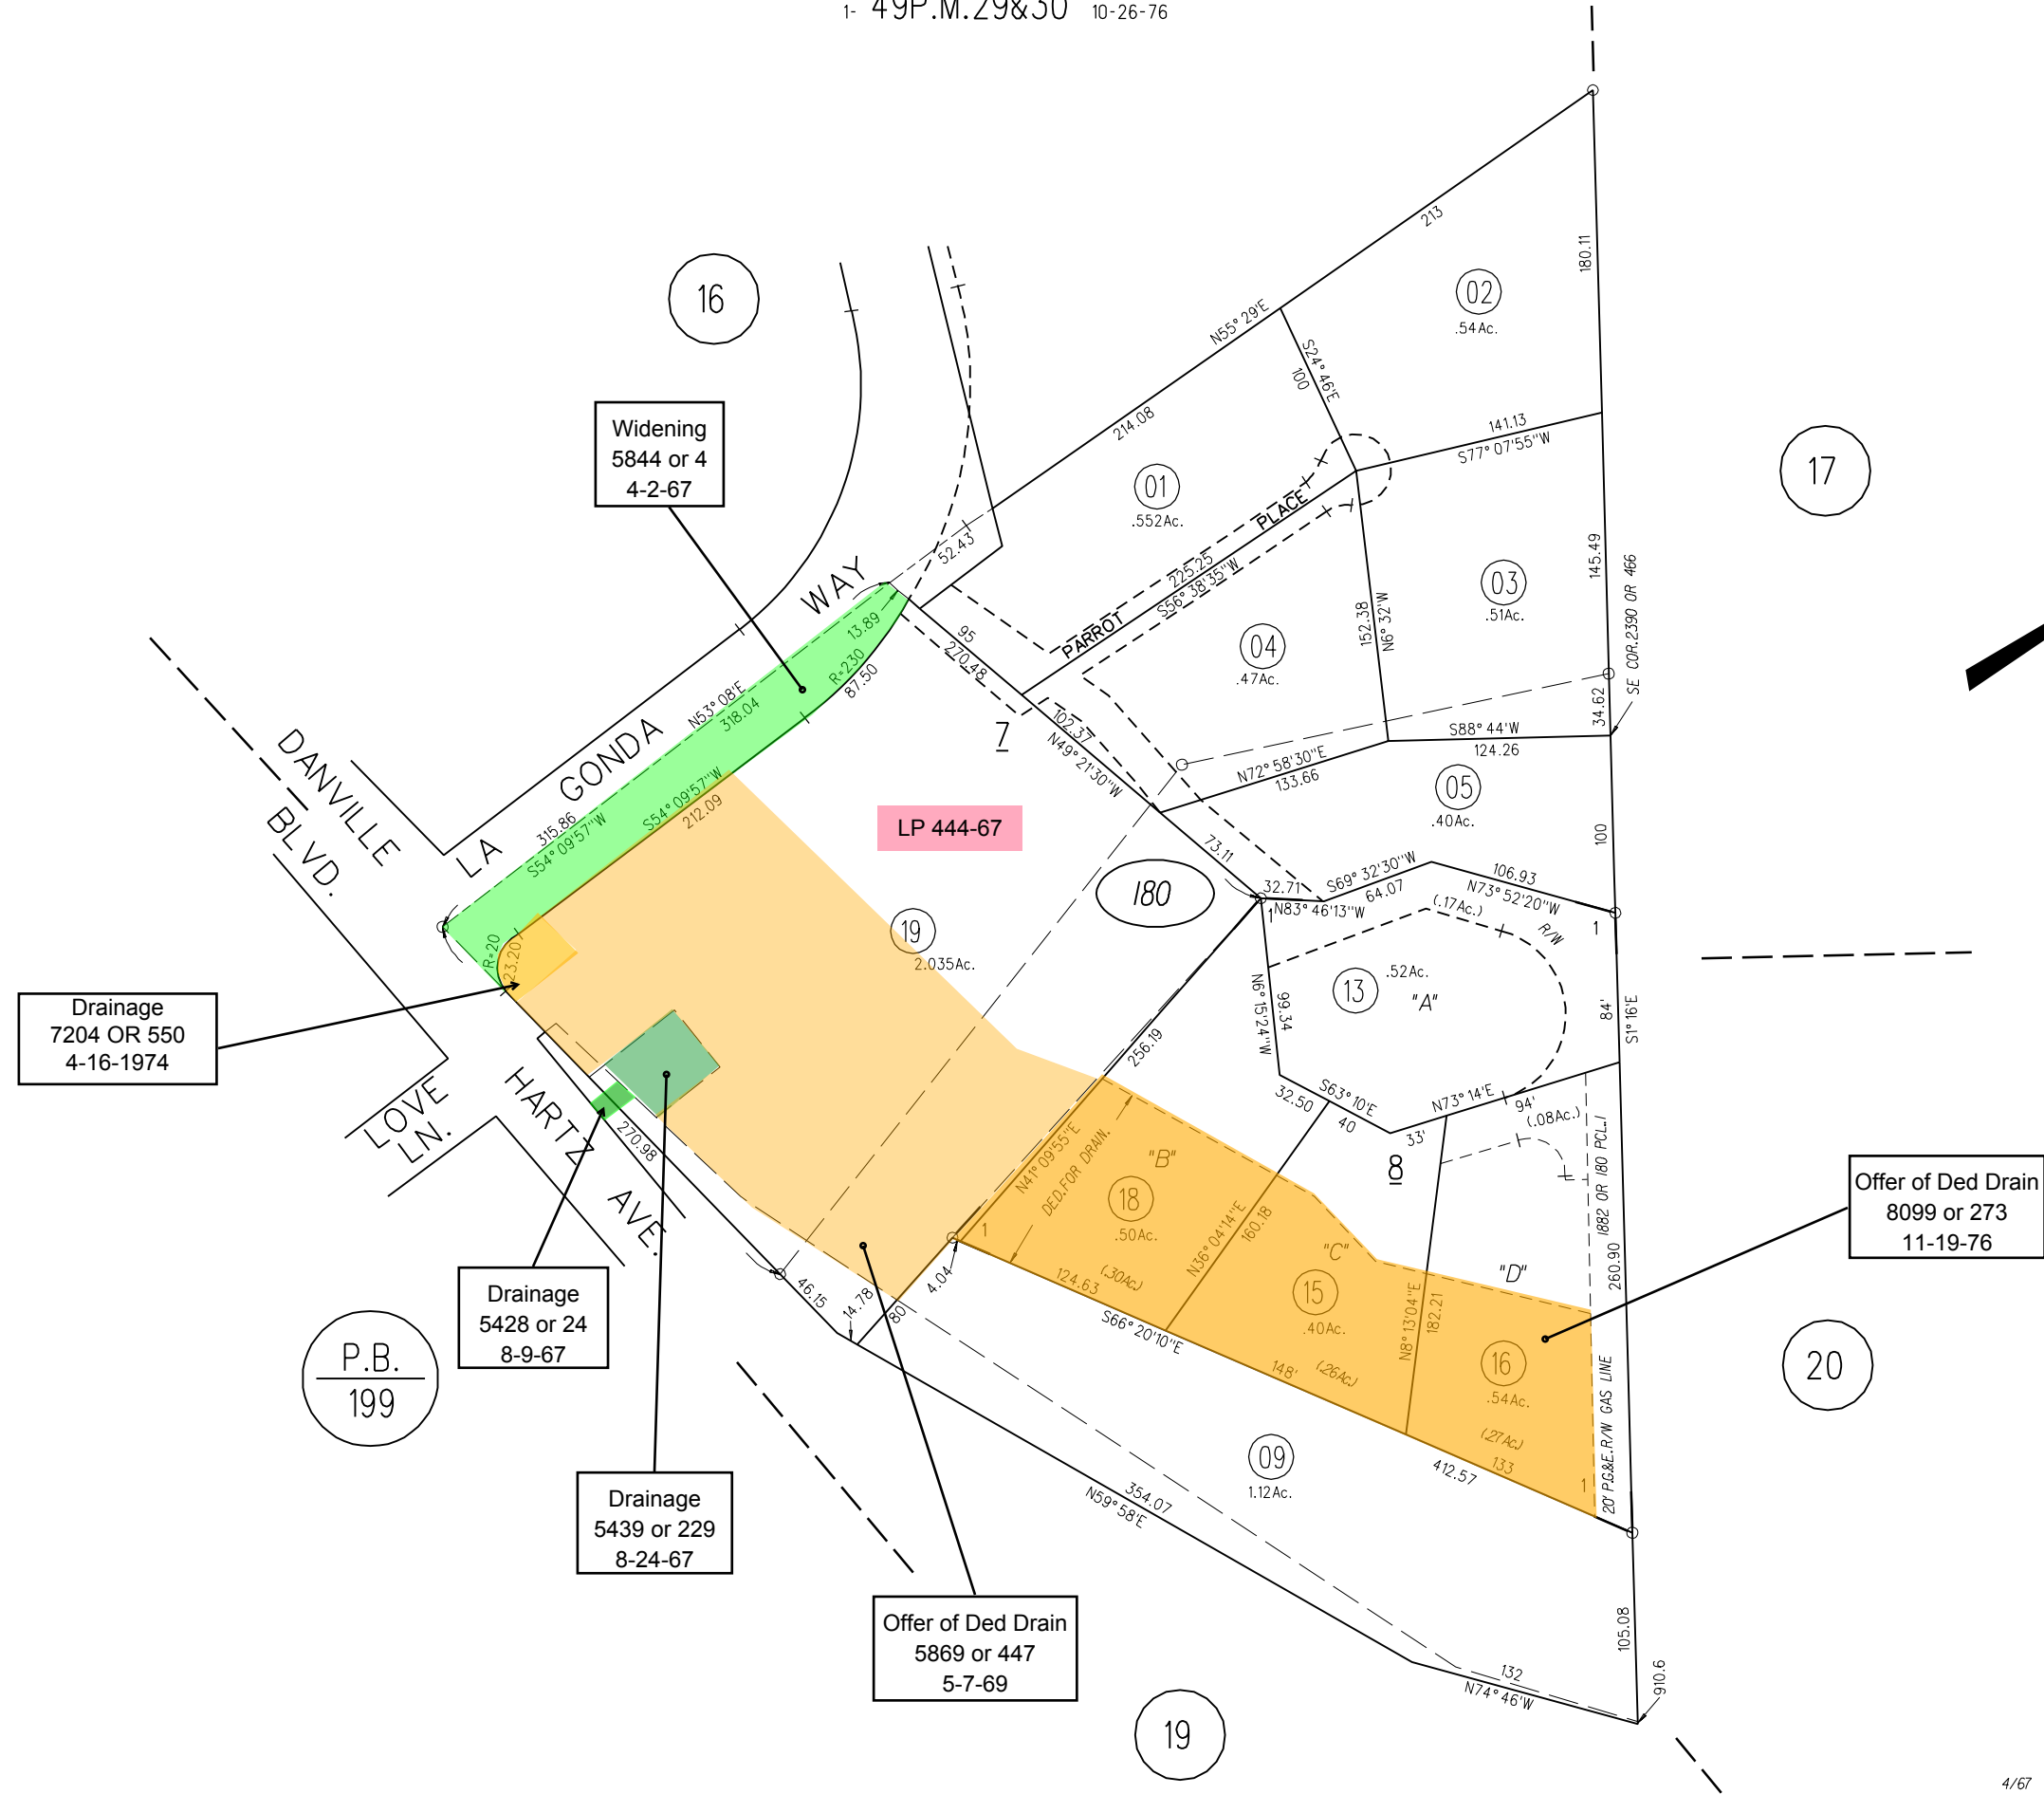 1- 49P.M.29&30 10-26-76
16
213
180.11
02
.54Ac.
N55° 29'E
S24° 46'E
100
214.08
141.13
S77° 07'55"W
17
Widening
5844 or 4
4-2-67
01
.552Ac.
PARROT PLACE
225.25
S56° 38'35"W
52.43
WAY
13.89
R=230
87.50
95
270.48
04
.47Ac.
152.38
N6° 32'W
03
.51Ac.
145.49
SE COR.2390 OR 466
34.62
N53° 08'E
318.04
7
102.37
N49° 21'30"W
S88° 44'W
124.26
N72° 58'30"E
133.66
05
.40Ac.
100
DANVILLE
BLVD.
LA GONDA
315.86
S54° 09'57"W
S54° 09'57"W
212.09
LP 444-67
73.11
180
32.71
N83° 46'13"W
S69° 32'30"W
64.07
106.93
N73° 52'20"W
1
1
(.17Ac.)
R/W
19
2.035Ac.
R=20
23.20
.52Ac.
13
"A"
N6° 15'24"W
99.34
84'
S1° 16'E
Drainage
7204 OR 550
4-16-1974
256.19
LOVE
LN.
HARTZ
AVE.
270.98
S63° 10'E
32.50
40
33'
N73° 14'E
94'
(.08Ac.)
N41° 09'55"E
DED.FOR DRAIN.
"B"
18
.50Ac.
8
1882 OR 180 PCL.1
Offer of Ded Drain
8099 or 273
11-19-76
1
N36° 04'14"E
160.18
"C"
15
.40Ac.
"D"
260.90
4.04
124.63
(.30Ac)
S66° 20'10"E
46.15
14.78
80
N8° 13'04"E
182.21
16
.54Ac.
20' P.G.&E.R/W GAS LINE
20
Drainage
5428 or 24
8-9-67
P.B.
199
148'
(.26Ac)
(.27Ac)
133
1
412.57
09
1.12Ac.
354.07
N59° 58'E
Drainage
5439 or 229
8-24-67
Offer of Ded Drain
5869 or 447
5-7-69
105.08
132
N74° 46'W
910.6
19
4/67